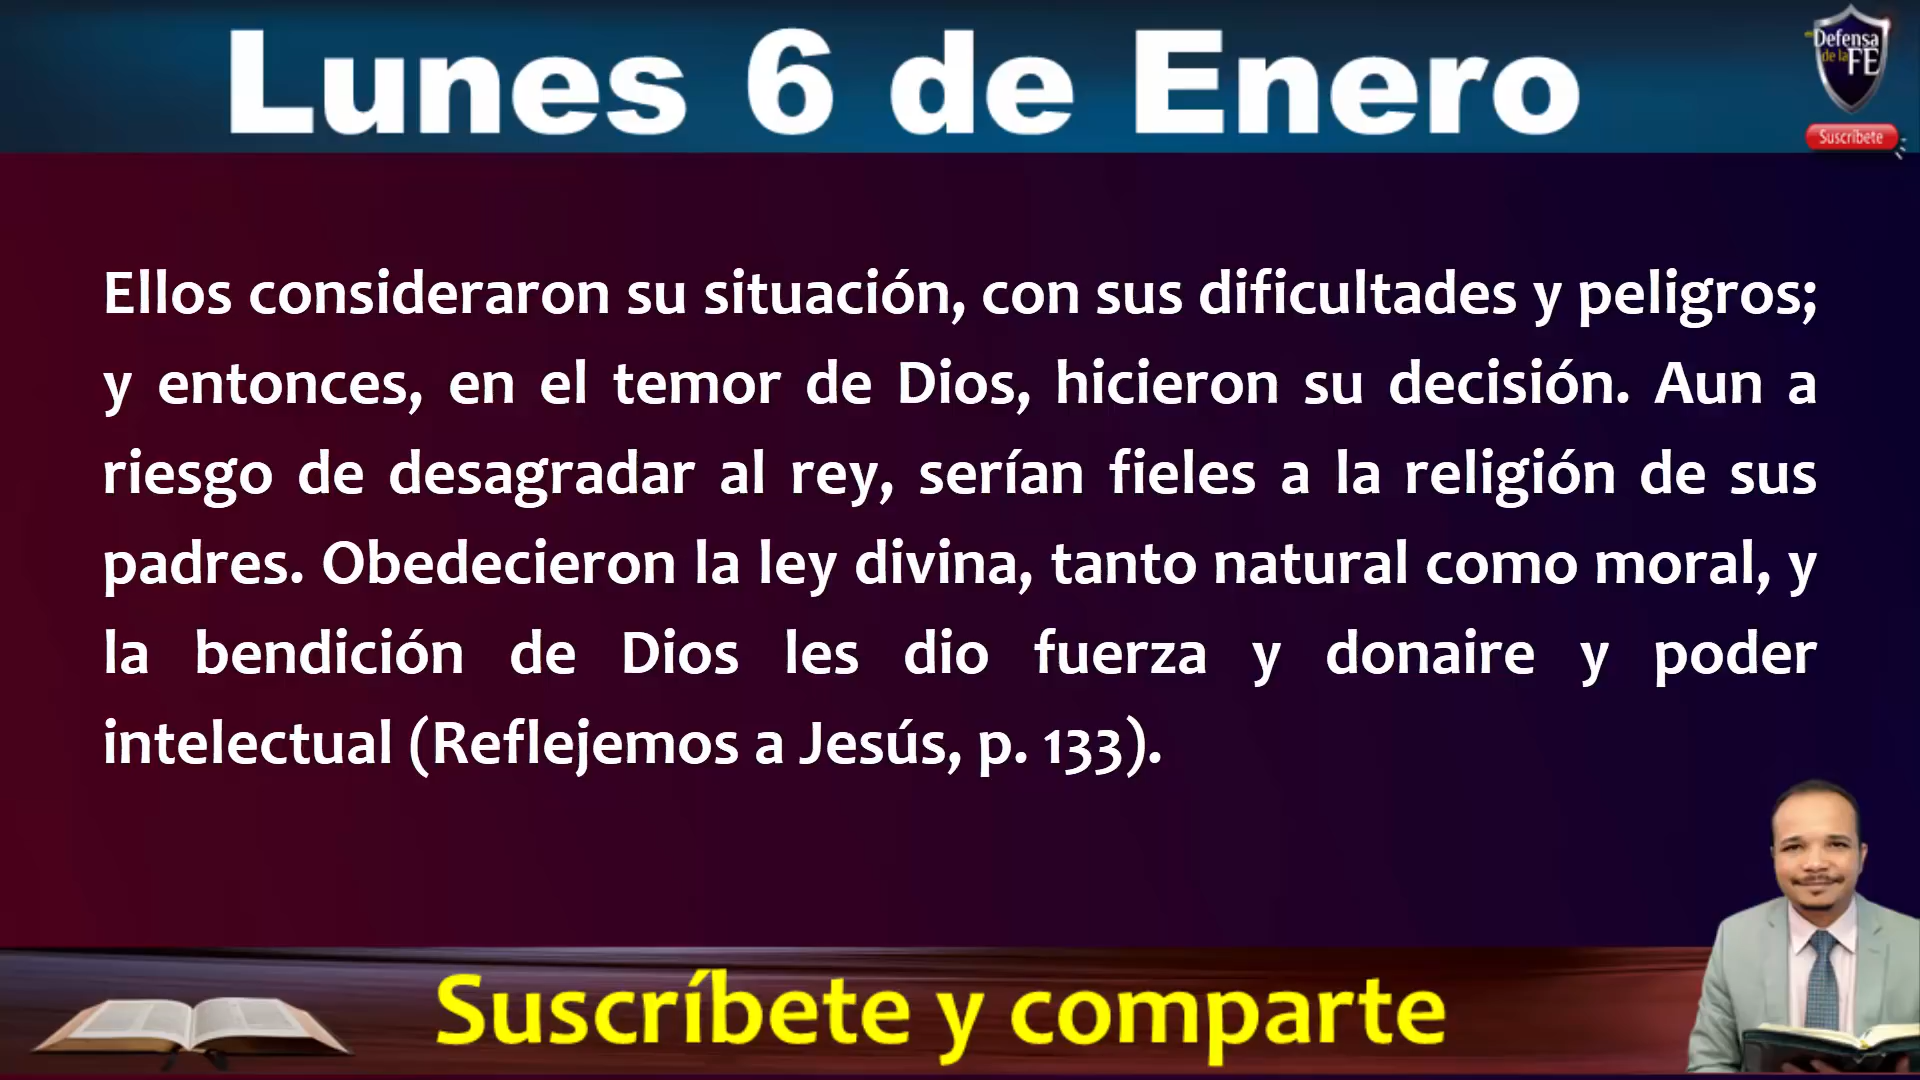 Lunes 6 de Enero
Defensa
de la FE
Suscríbete
Ellos consideraron su situación, con sus dificultades y peligros;
y entonces, en el temor de Dios, hicieron su decisión. Aun a
riesgo de desagradar al rey, serían fieles a la religión de sus
padres. Obedecieron la ley divina, tanto natural como moral, y
la bendición de Dios les dio fuerza y donaire y poder
intelectual (Reflejemos a Jesús, p. 133).
Suscríbete y comparte